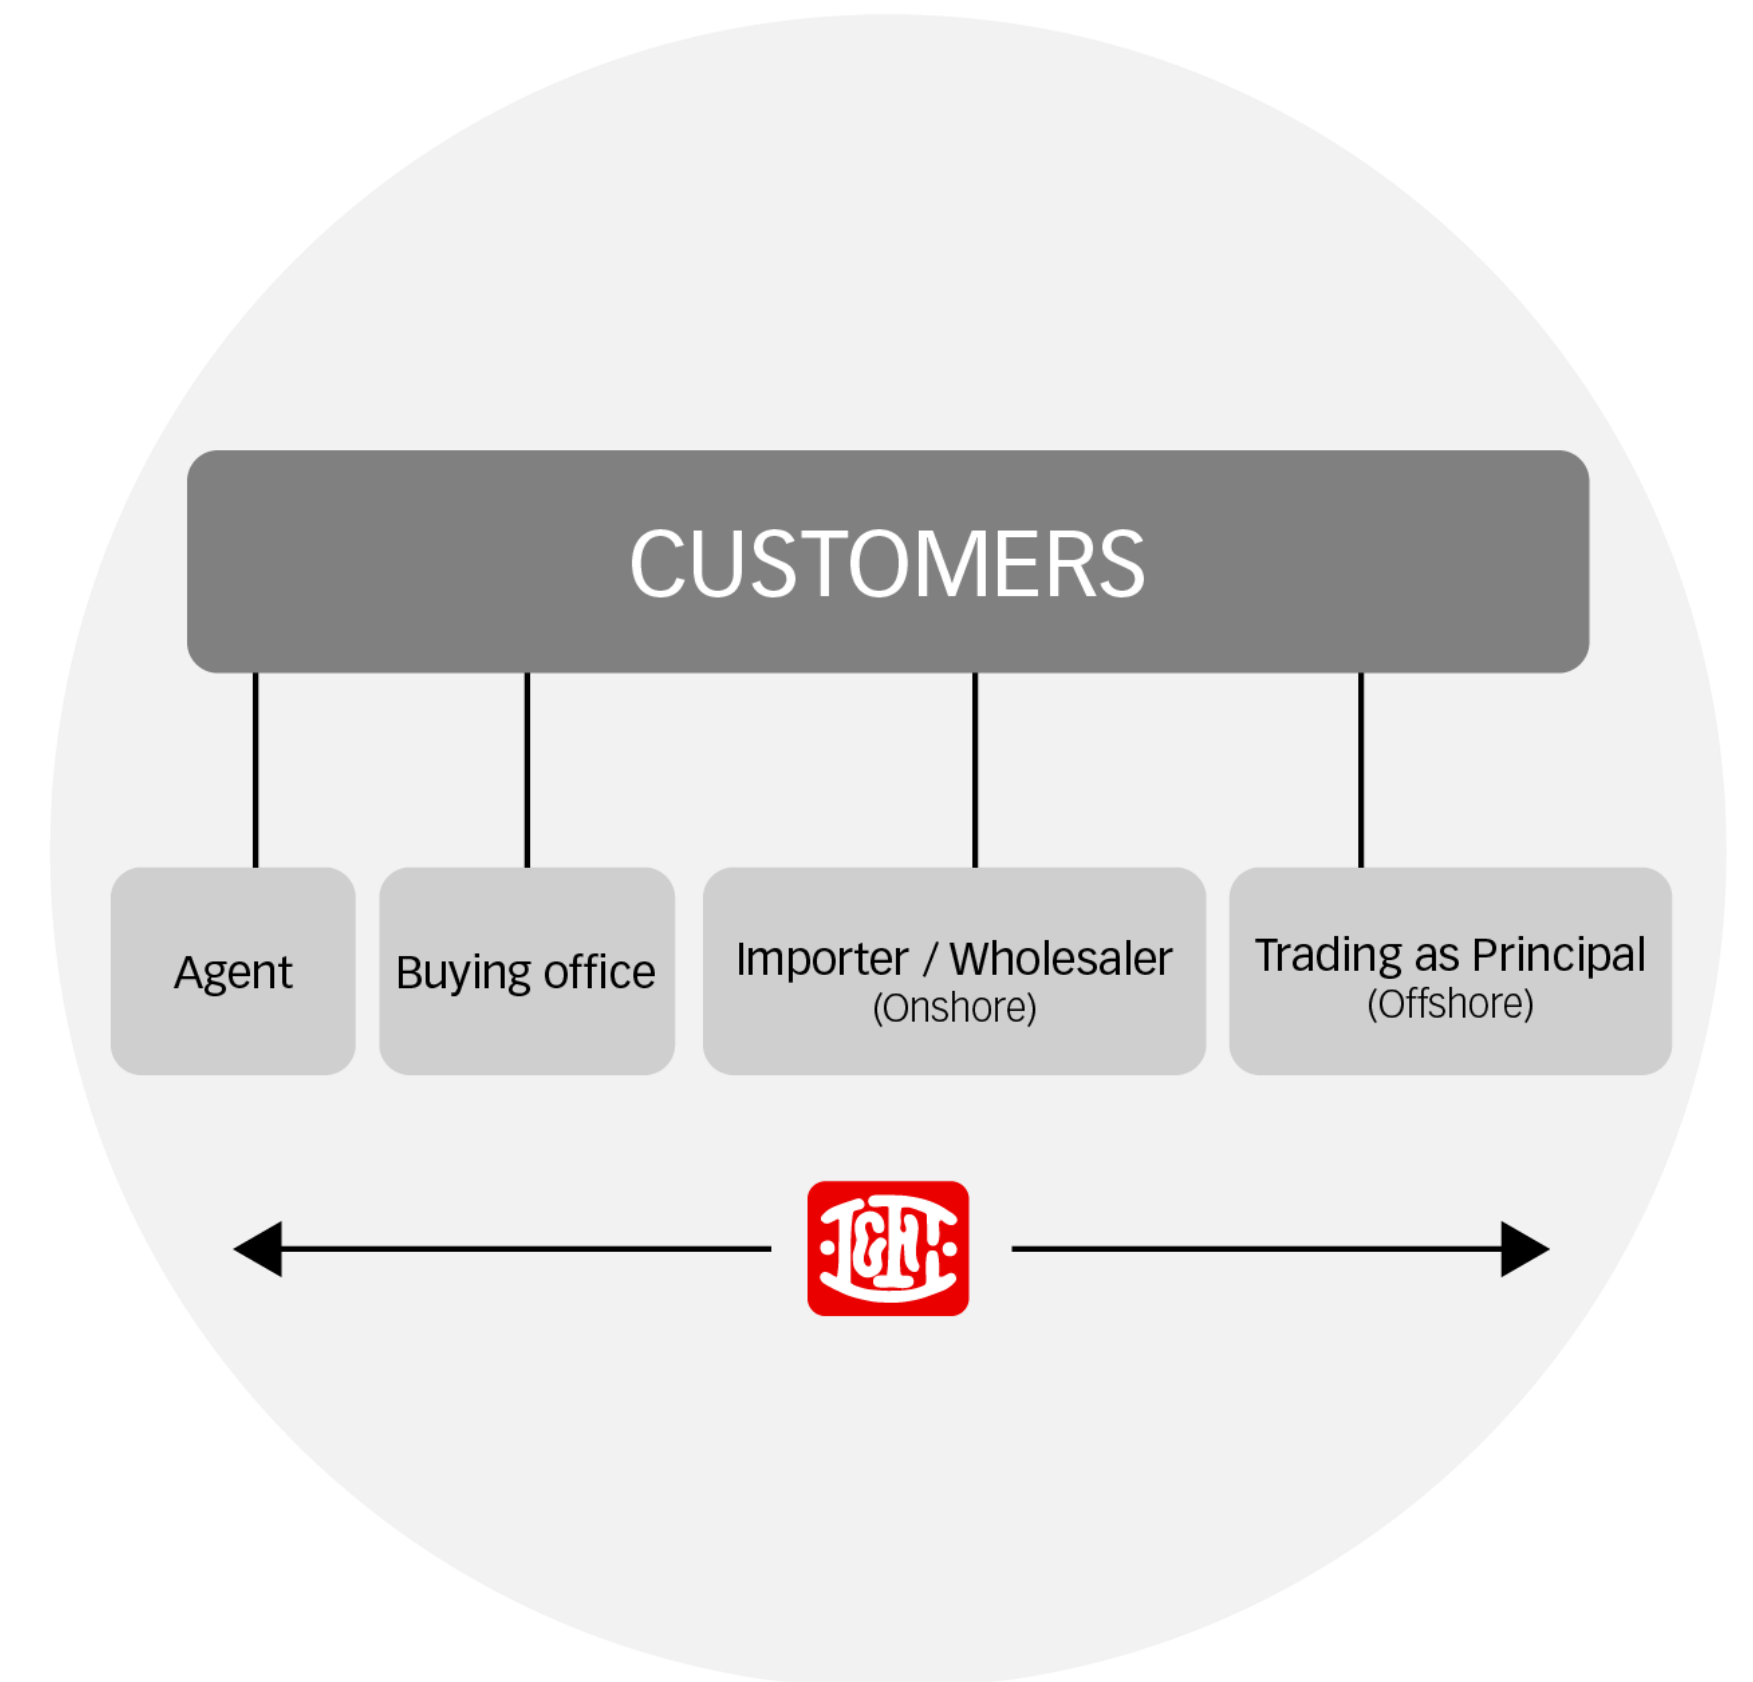 CUSTOMERS
Agent
Buying office
Importer / Wholesaler
(Onshore)
Trading as Principal
(Offshore)